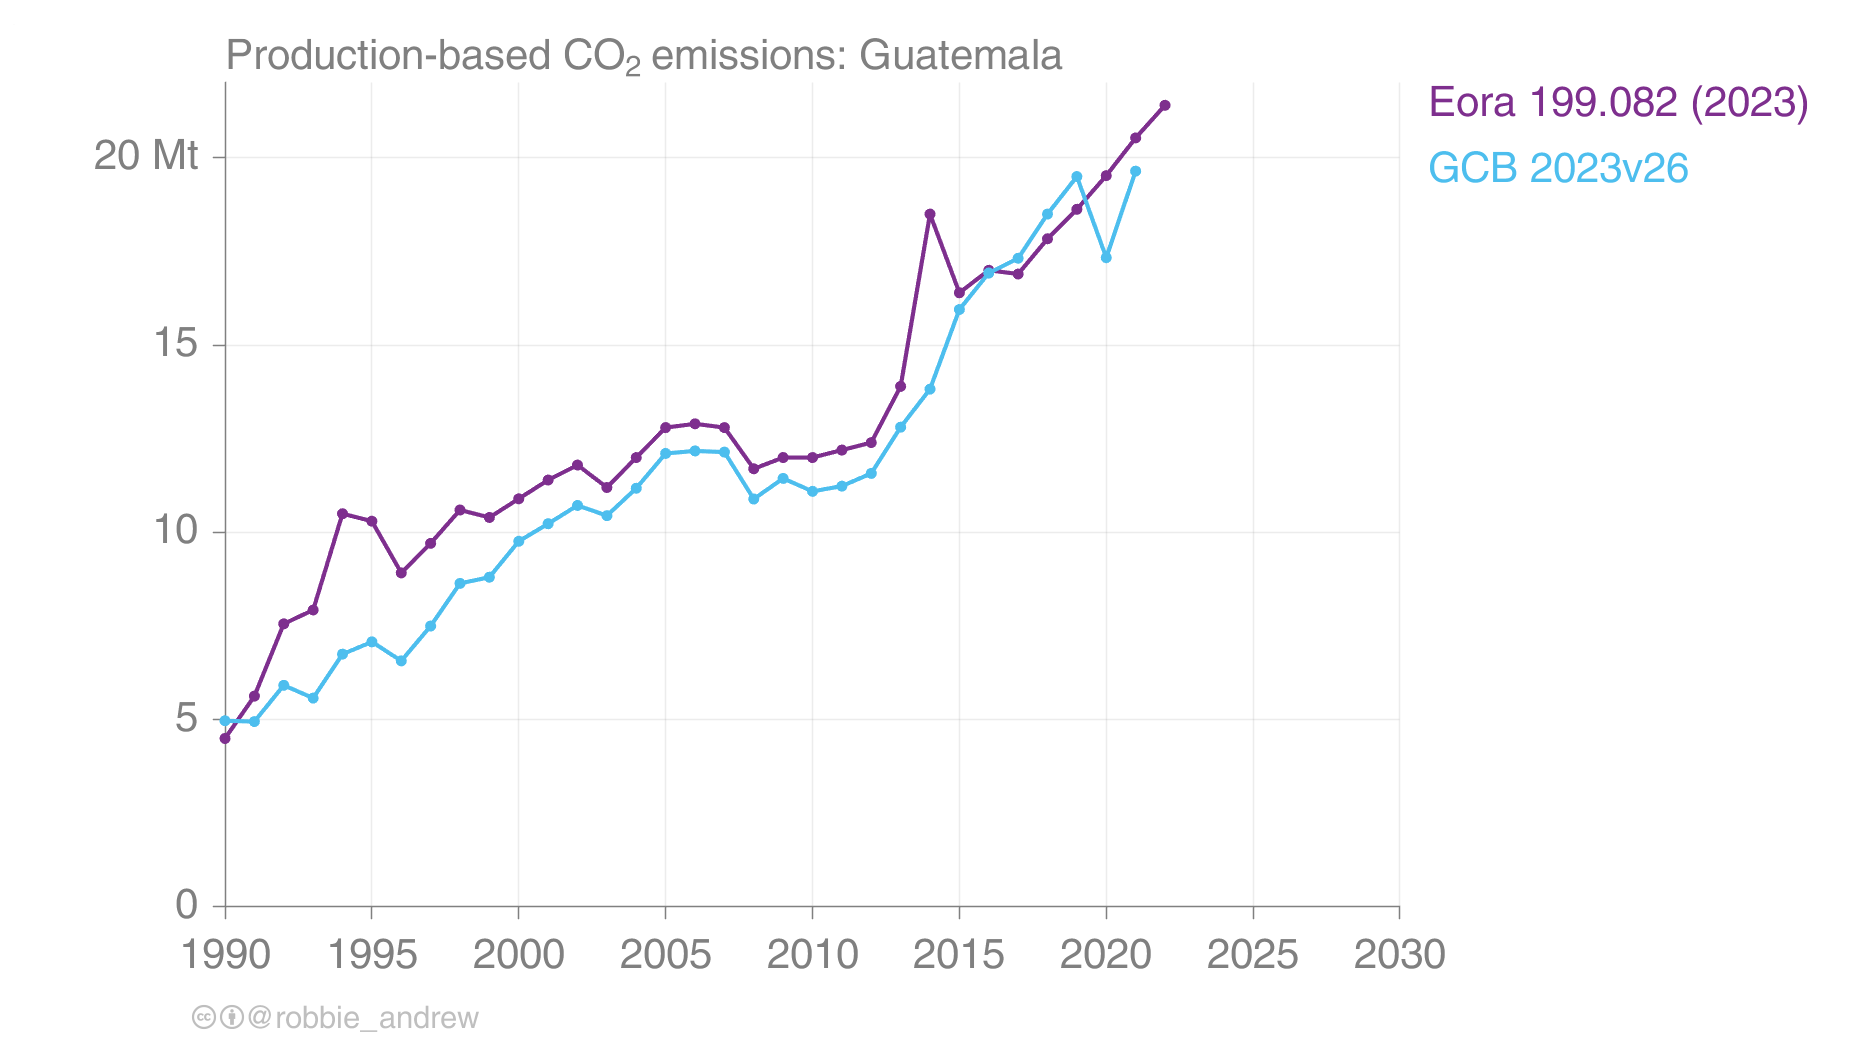 Production-based CO₂ emissions: Guatemala
Eora 199.082 (2023)
GCB 2023v26
20 Mt
15
10
5
0
1990 1995 2000 2005 2010 2015 2020 2025 2030
cc @robbie_andrew